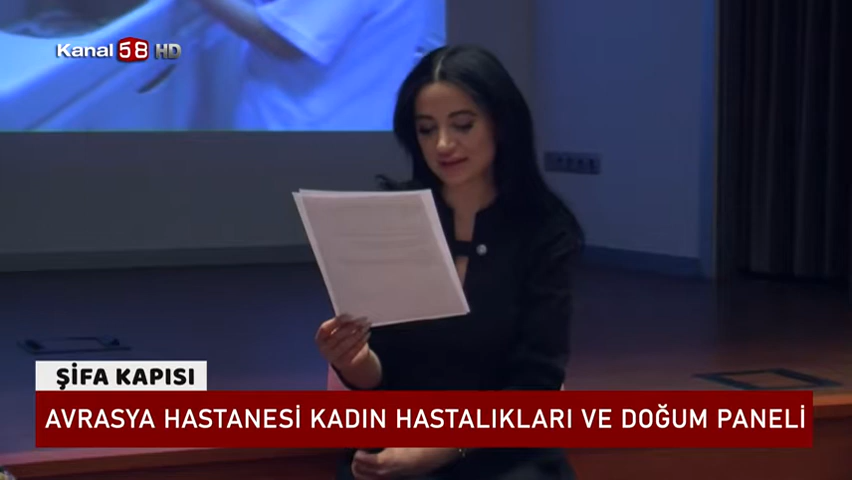 Kanal 58 HD
ŞİFA KAPISI
AVRASYA HASTANESİ KADIN HASTALIKLARI VE DOĞUM PANELİ